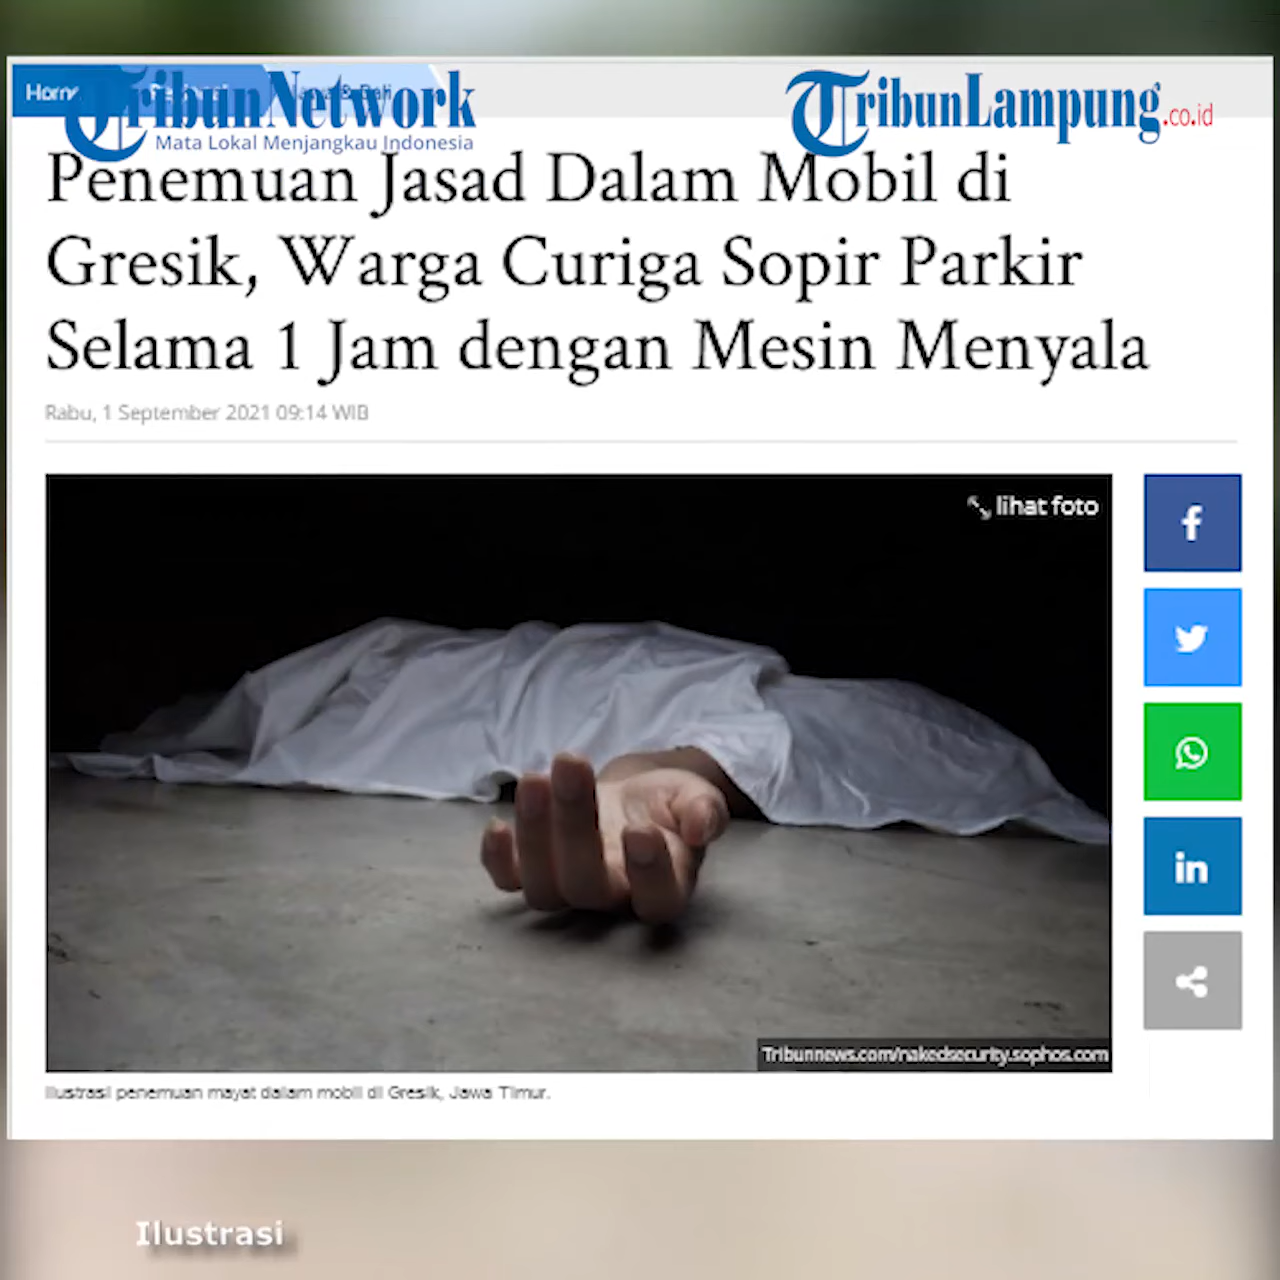 Home
TribunNetwork
Mata Lokal Menjangkau Indonesia
TribunLampung.co.id
Penemuan Jasad Dalam Mobil di
Gresik, Warga Curiga Sopir Parkir
Selama 1 Jam dengan Mesin Menyala
Rabu, 1 September 2021 09:14 WIB
lihat foto
f
in
Tribunnews.com/nakedsecurity.sophos.com
Ilustrasi penemuan mayat dalam mobil di Gresik, Jawa Timur.
Ilustrasi